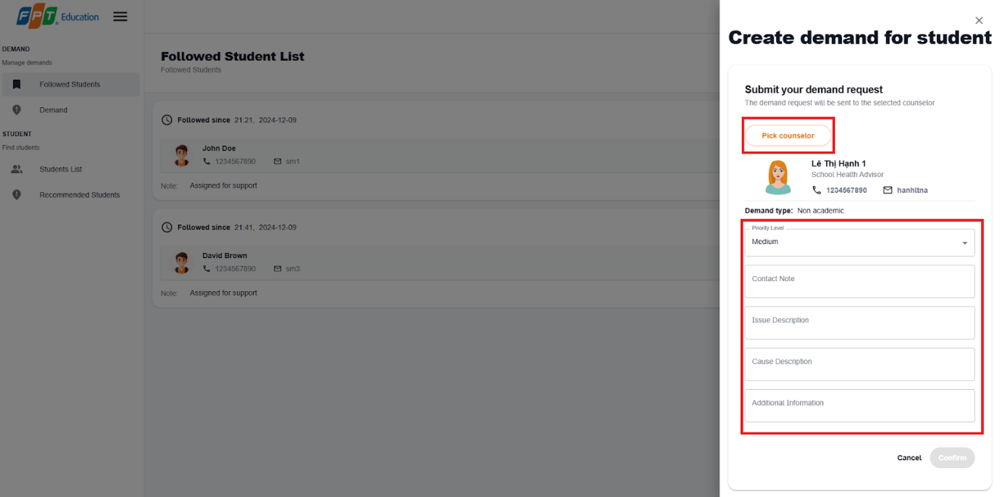 FPT Education
DEMAND
Manage demands
Followed Students
Demand
STUDENT
Find students
Students List
Recommended Students
Followed Student List
Followed Students
Followed since 21:21, 2024-12-09
John Doe
1234567890 sm1
Note: Assigned for support
Followed since 21:41, 2024-12-09
David Brown
1234567890 sm3
Note: Assigned for support
Create demand for student
Submit your demand request
The demand request will be sent to the selected counselor
Pick counselor
Lê Thị Hạnh 1
School Health Advisor
1234567890 hanhltna
Demand type: Non academic
Priority Level
Medium
Contact Note
Issue Description
Cause Description
Additional Information
Cancel Confirm